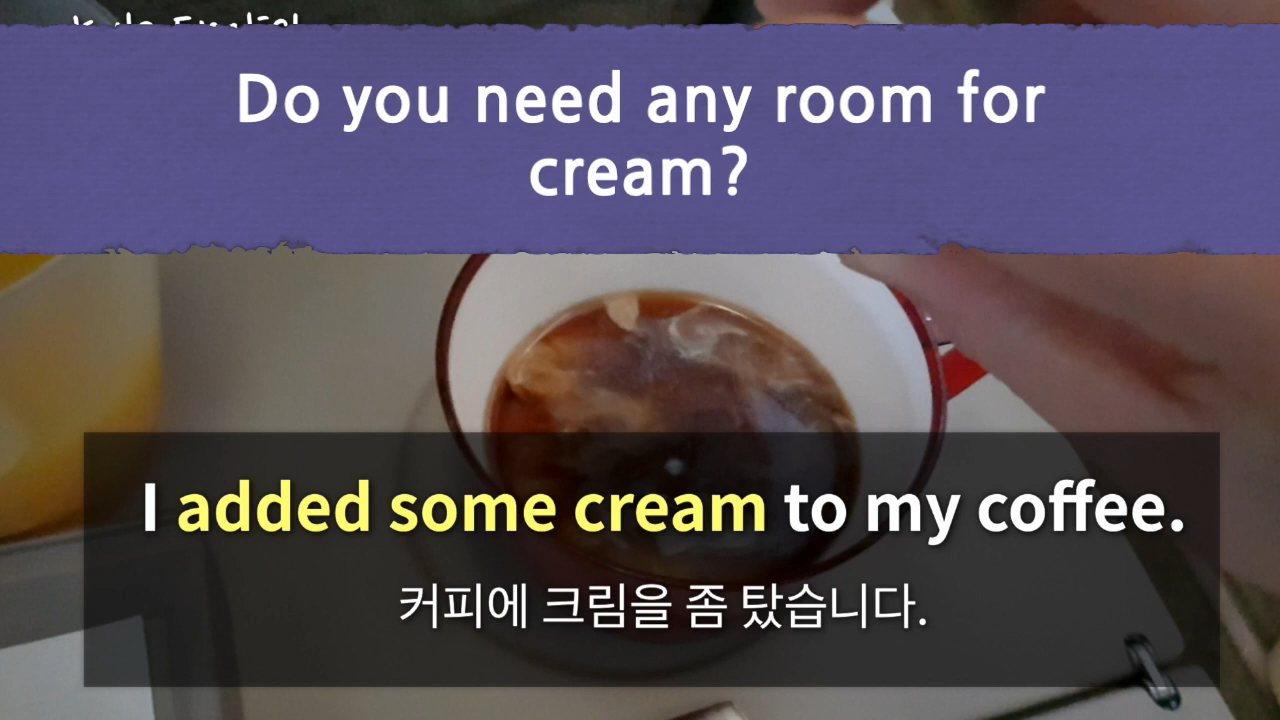 Do you need any room for
cream?
I added some cream to my coffee.
커피에 크림을 좀 탔습니다.